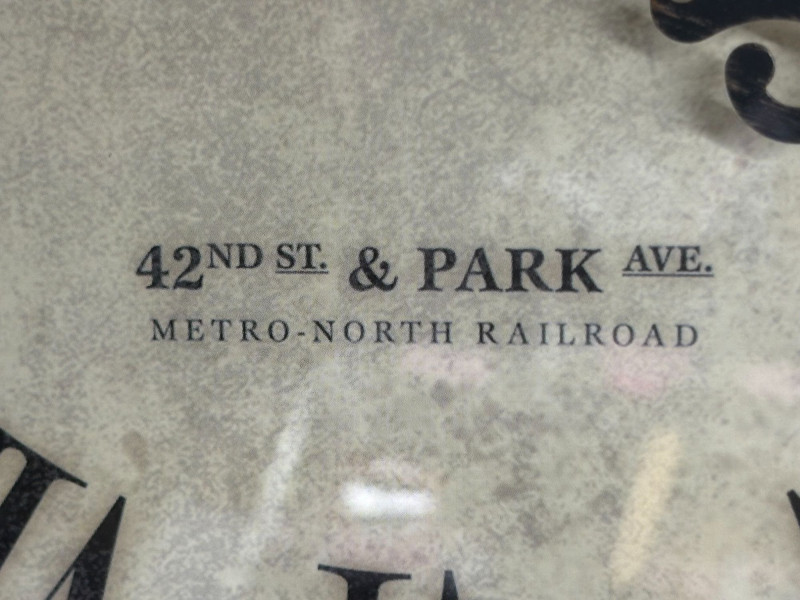 42ND ST. & PARK AVE.
METRO-NORTH RAILROAD